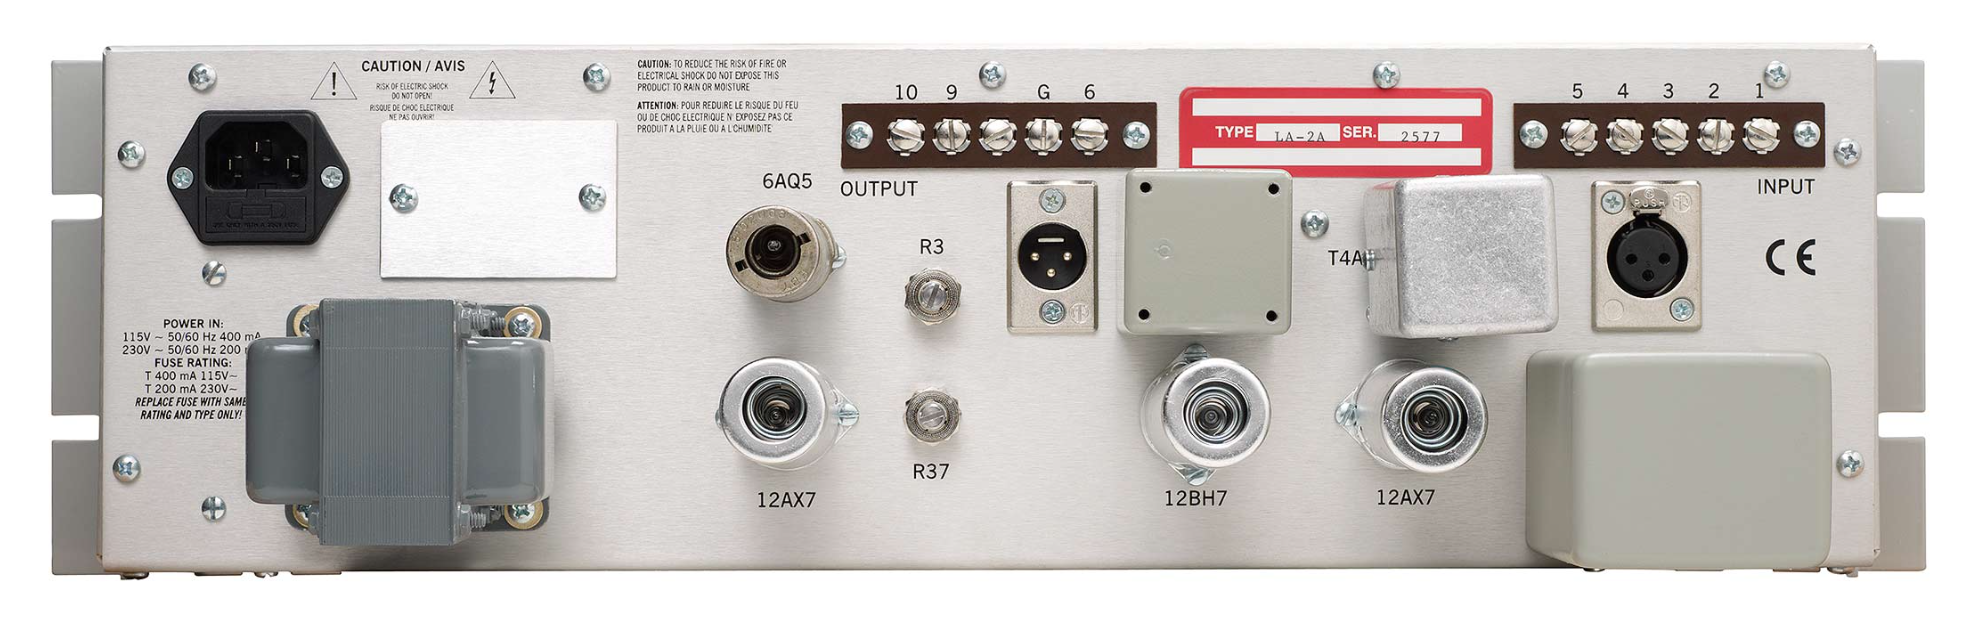 CAUTION / AVIS
RISK OF ELECTRIC SHOCK
DO NOT OPEN!
RISQUE DE CHOC ELECTRIQUE
NE PAS OUVRIR!
CAUTION: TO REDUCE THE RISK OF FIRE OR
ELECTRICAL SHOCK DO NOT EXPOSE THIS
PRODUCT TO RAIN OR MOISTURE
ATTENTION: POUR REDUIRE LE RISQUE DU FEU
OU DE CHOC ELECTRIQUE N'EXPOSEZ PAS CE
PRODUIT A LA PLUIE OU A L'CHUMIDITE
10 9 G 6
OUTPUT
TYPE LA-2A SER. 2577
5 4 3 2 1
INPUT
PUSH
6AQ5
R3
T4A
CE
POWER IN:
115V ~ 50/60 Hz 400 mA
230V ~ 50/60 Hz 200
FUSE RATING:
T 400 mA 115V~
T 200 mA 230V~
REPLACE FUSE WITH SAME
RATING AND TYPE ONLY!
12AX7
R37
12BH7
12AX7